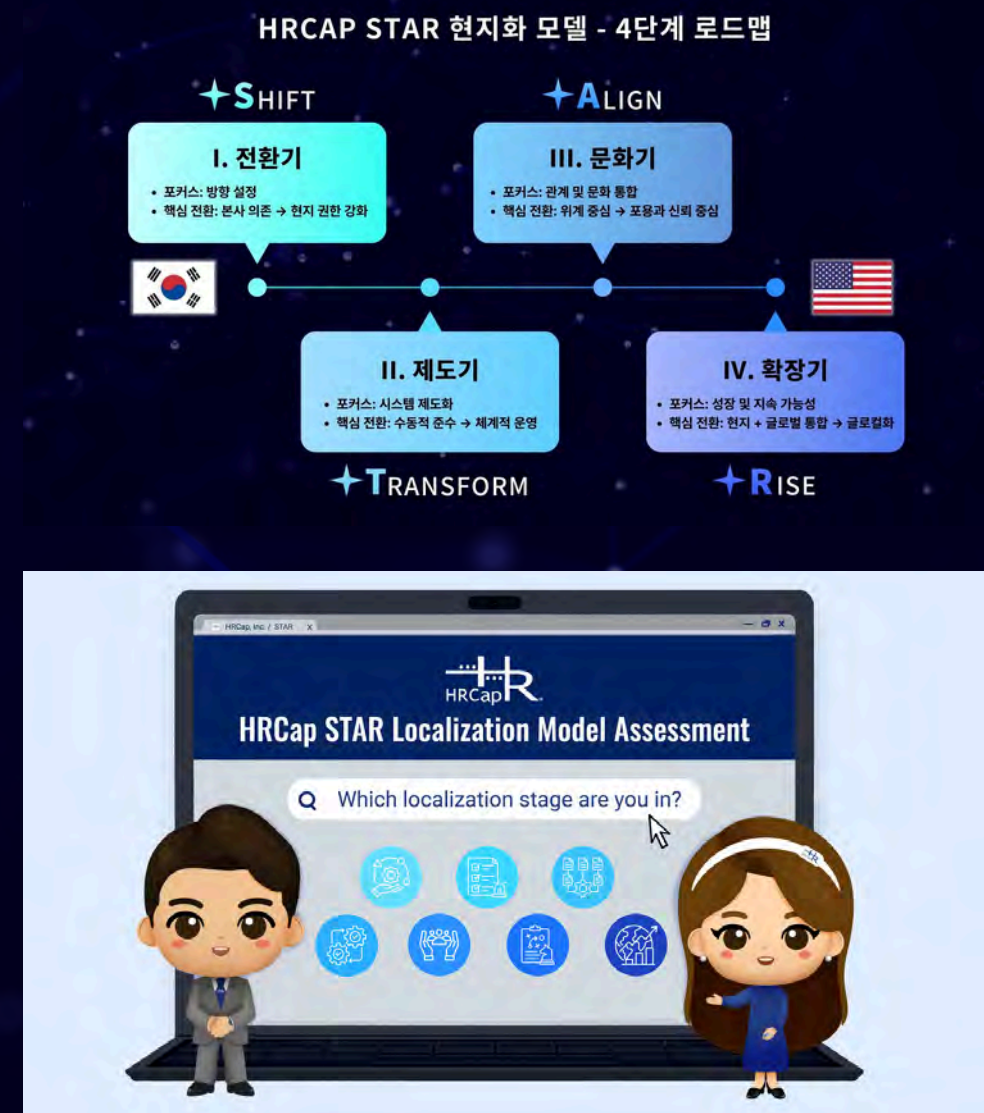 HRCAP STAR 현지화 모델 - 4단계 로드맵
SHIFT
I. 전환기
• 포커스: 방향 설정
• 핵심 전환: 본사 의존 → 현지 권한 강화
ALIGN
III. 문화기
• 포커스: 관계 및 문화 통합
• 핵심 전환: 위계 중심 → 포용과 신뢰 중심
II. 제도기
• 포커스: 시스템 제도화
• 핵심 전환: 수동적 준수 → 체계적 운영
TRANSFORM
IV. 확장기
• 포커스: 성장 및 지속 가능성
• 핵심 전환: 현지 + 글로벌 통합 → 글로컬화
RISE
HRCap, Inc. / STAR X
HR
HRCap
HRCap STAR Localization Model Assessment
Which localization stage are you in?